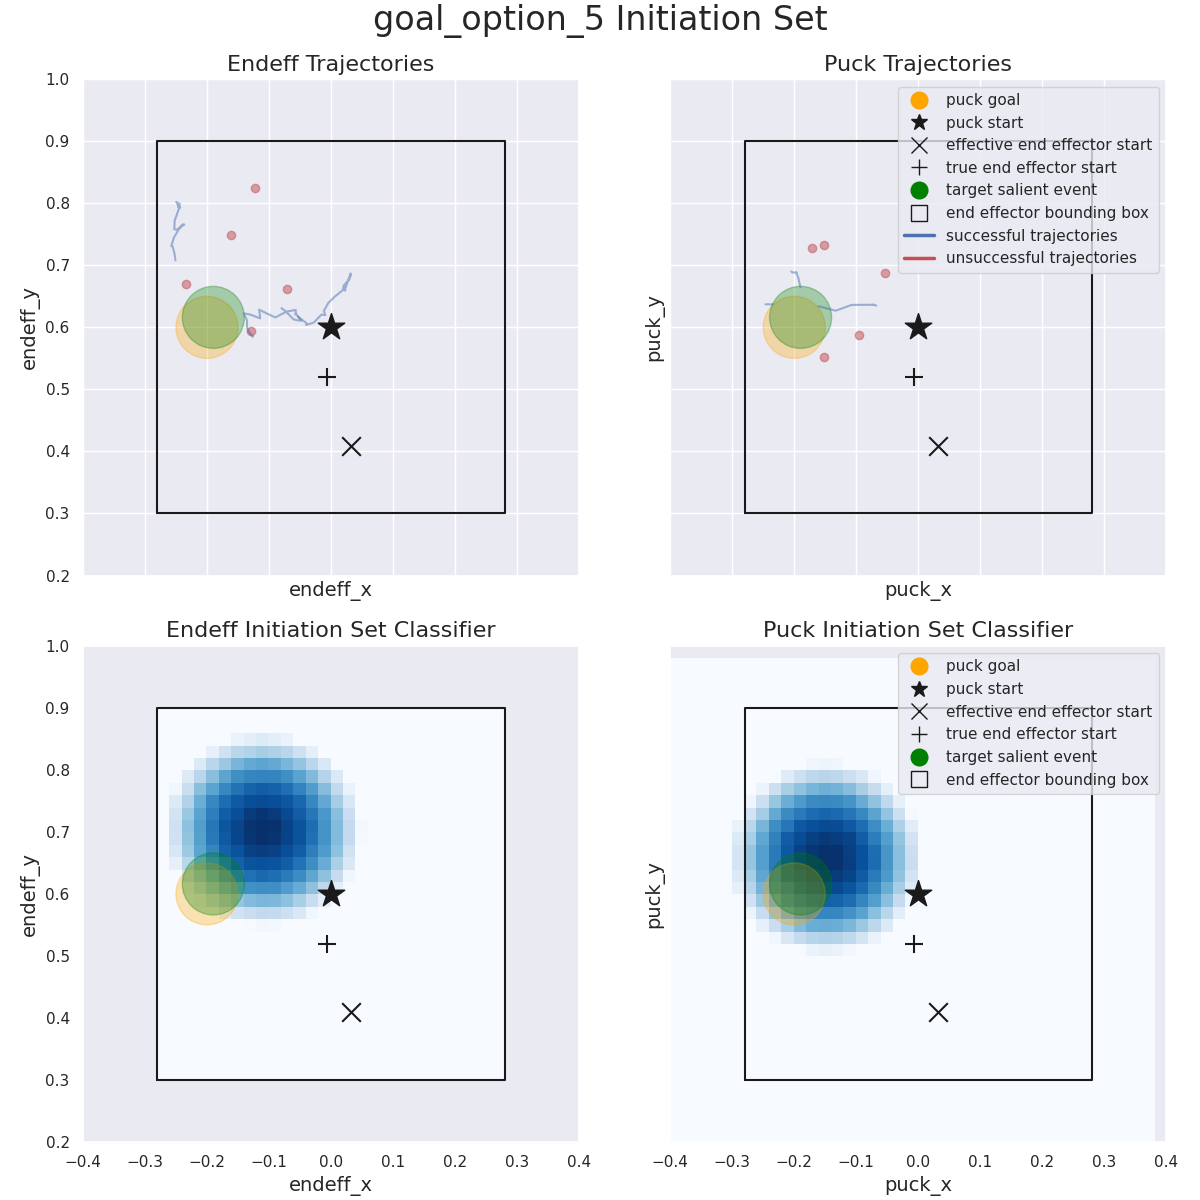 goal_option_5 Initiation Set
Endeff Trajectories
1.0
0.9
0.8
0.7
0.6
0.5
0.4
0.3
0.2
endeff_y
endeff_x
Puck Trajectories
puck goal
puck start
effective end effector start
true end effector start
target salient event
end effector bounding box
successful trajectories
unsuccessful trajectories
puck_y
puck_x
Endeff Initiation Set Classifier
1.0
0.9
0.8
0.7
0.6
0.5
0.4
0.3
0.2
endeff_y
−0.4 −0.3 −0.2 −0.1 0.0 0.1 0.2 0.3 0.4
endeff_x
Puck Initiation Set Classifier
puck goal
puck start
effective end effector start
true end effector start
target salient event
end effector bounding box
puck_y
−0.4 −0.3 −0.2 −0.1 0.0 0.1 0.2 0.3 0.4
puck_x